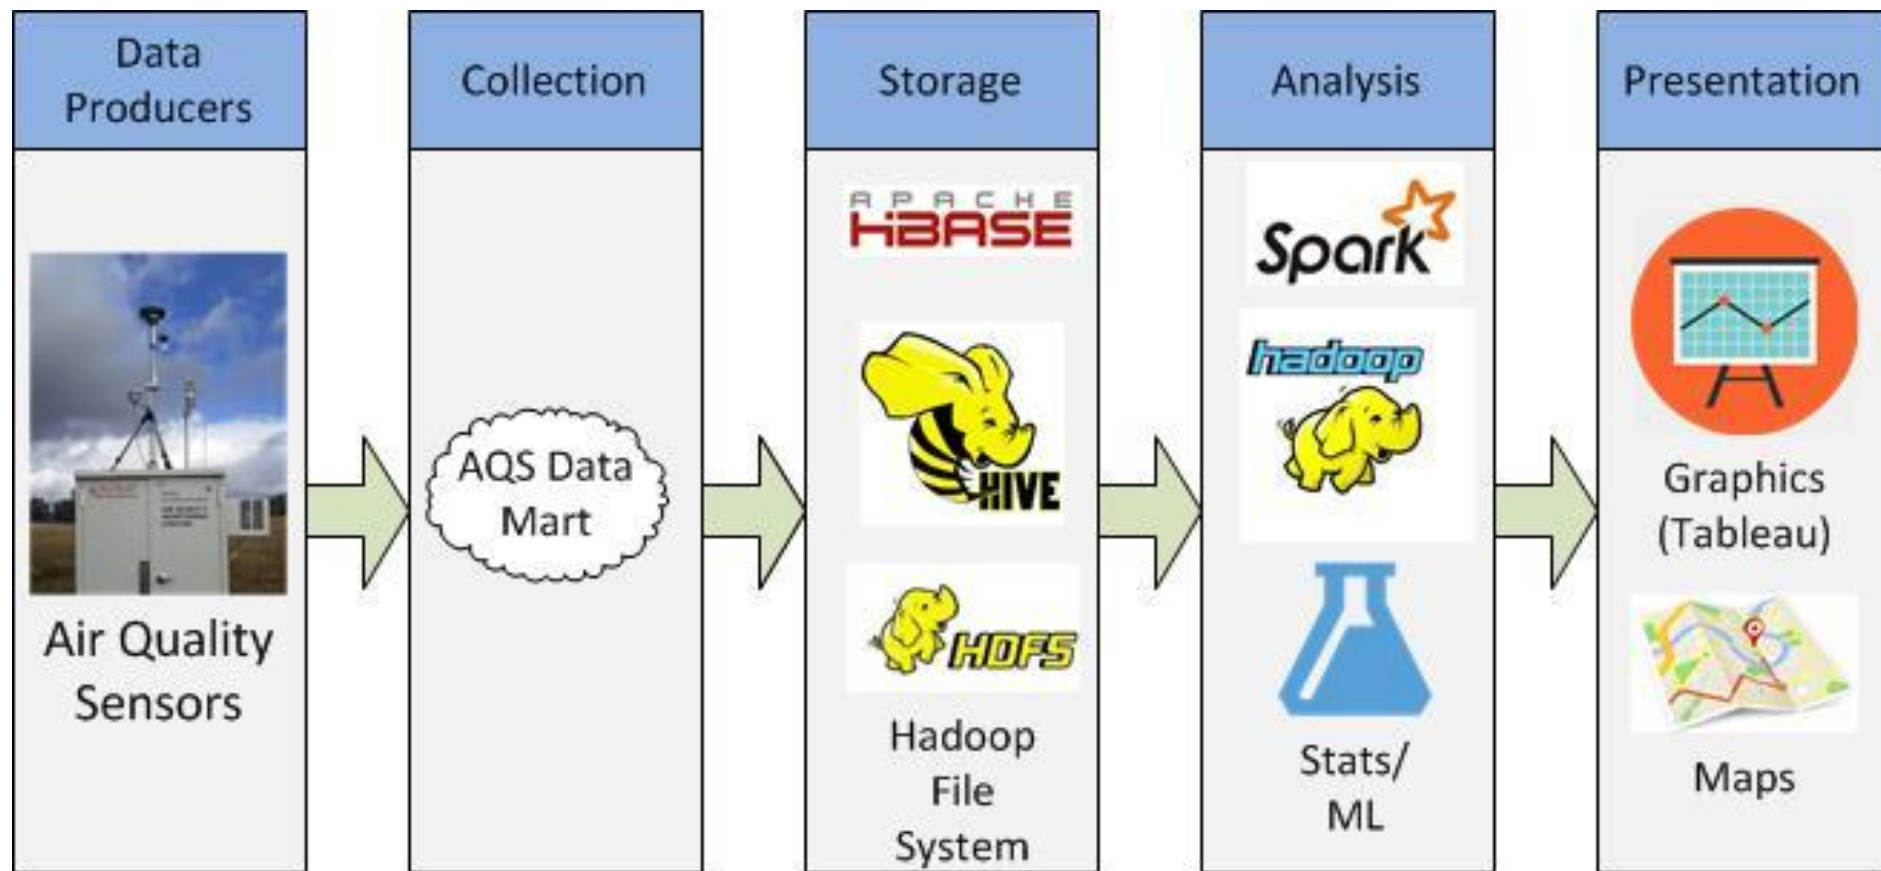 Data
Producers
Collection
Storage
Analysis
Presentation
Air Quality
Sensors
AQS Data
Mart
APACHE
HBASE
HIVE
HDFS
Hadoop
File
System
Spark
hadoop
Stats/
ML
Graphics
(Tableau)
Maps